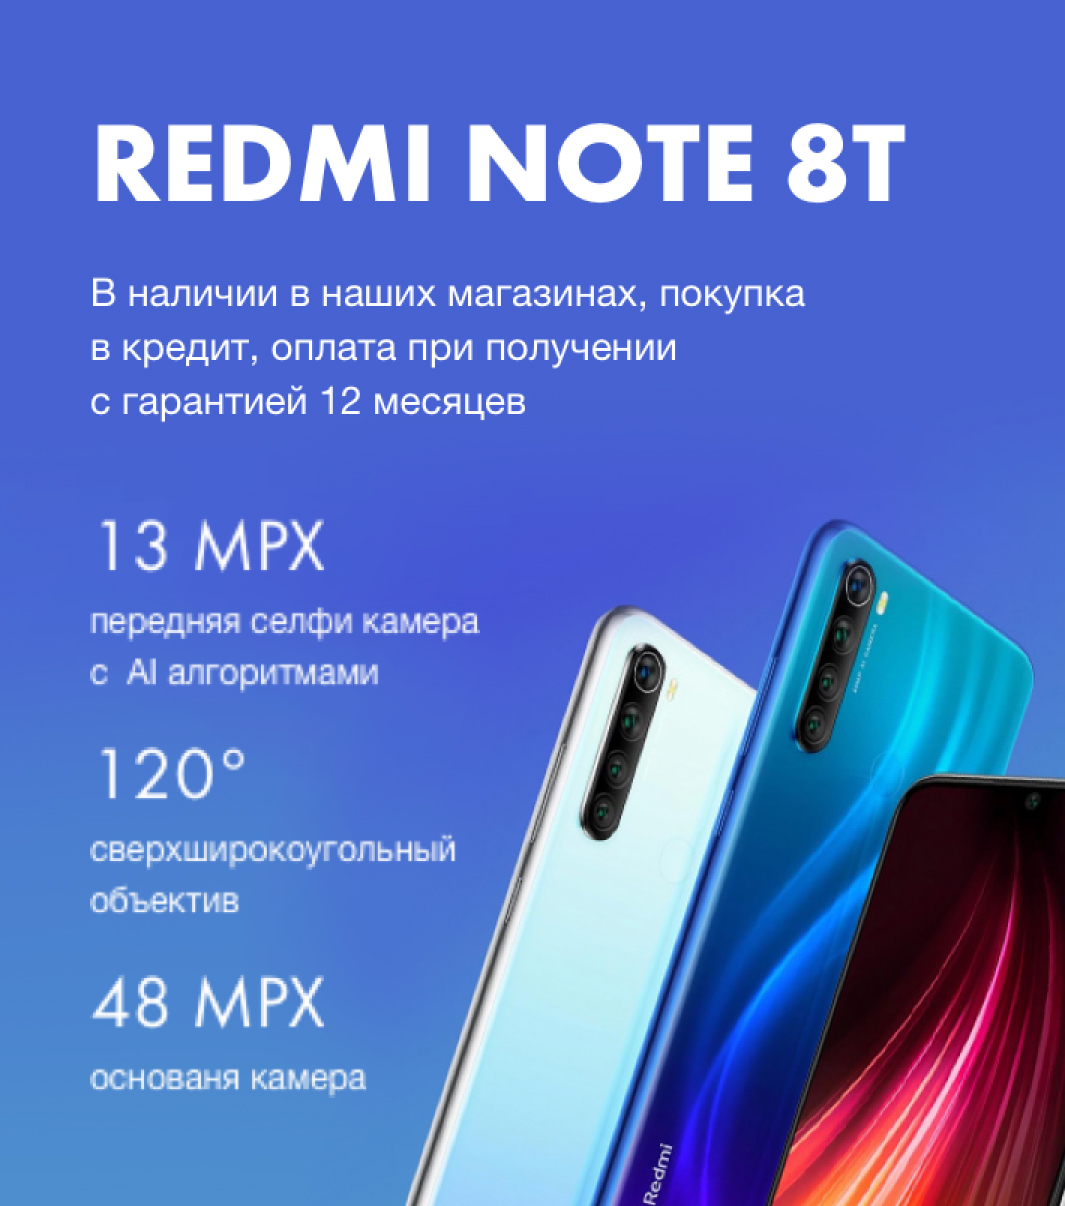 REDMI NOTE 8T
В наличии в наших магазинах, покупка
в кредит, оплата при получении
с гарантией 12 месяцев
13 MPX
передняя селфи камера
с AI алгоритмами
120°
сверхширокоугольный
объектив
48 MPX
основаня камера
Redmi